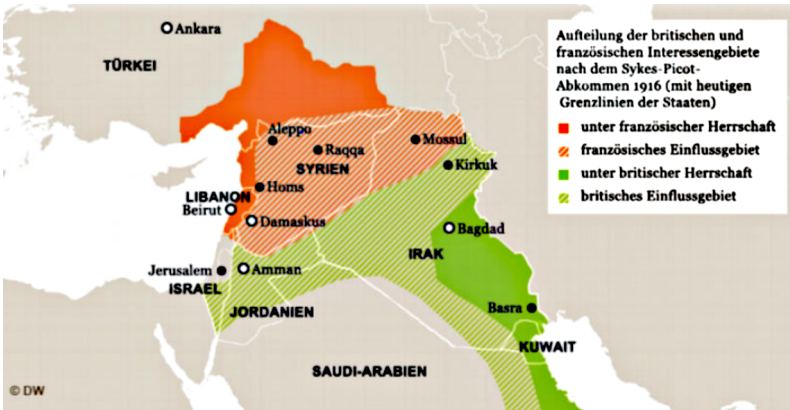 Ankara
TÜRKEI
Aufteilung der britischen und
französischen Interessengebiete
nach dem Sykes-Picot-
Abkommen 1916 (mit heutigen
Grenzlinien der Staaten)
unter französischer Herrschaft
französisches Einflussgebiet
unter britischer Herrschaft
britisches Einflussgebiet
Aleppo
Mossul
Raqqa
SYRIEN
Kirkuk
Homs
LIBANON
Beirut
Damaskus
Bagdad
IRAK
Jerusalem
Amman
ISRAEL
JORDANIEN
Basra
KUWAIT
SAUDI-ARABIEN
© DW